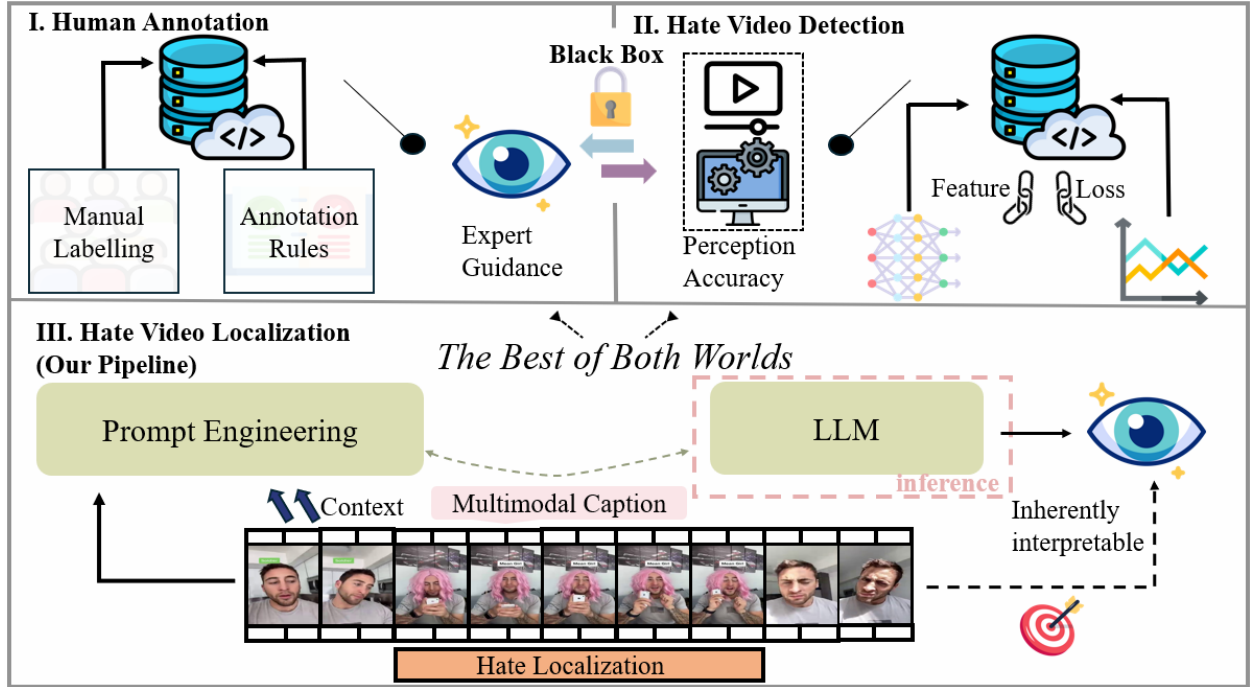 I. Human Annotation
II. Hate Video Detection
Black Box
Manual
Labelling
Annotation
Rules
Expert
Guidance
Perception
Accuracy
Feature
Loss
III. Hate Video Localization
(Our Pipeline)
The Best of Both Worlds
Prompt Engineering
LLM
inference
Context
Multimodal Caption
Inherently
interpretable
Hate Localization